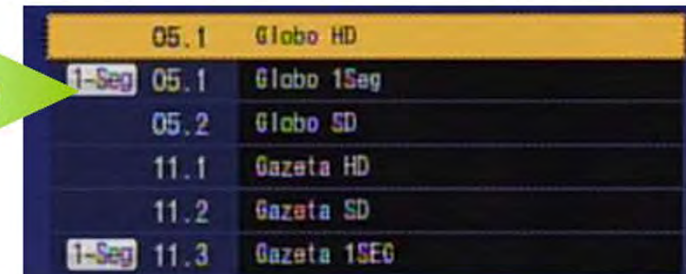 05.1 Globo HD
1-Seg 05.1 Globo 1Seg
05.2 Globo SD
11.1 Gazeta HD
11.2 Gazeta SD
1-Seg 11.3 Gazeta 1SEG